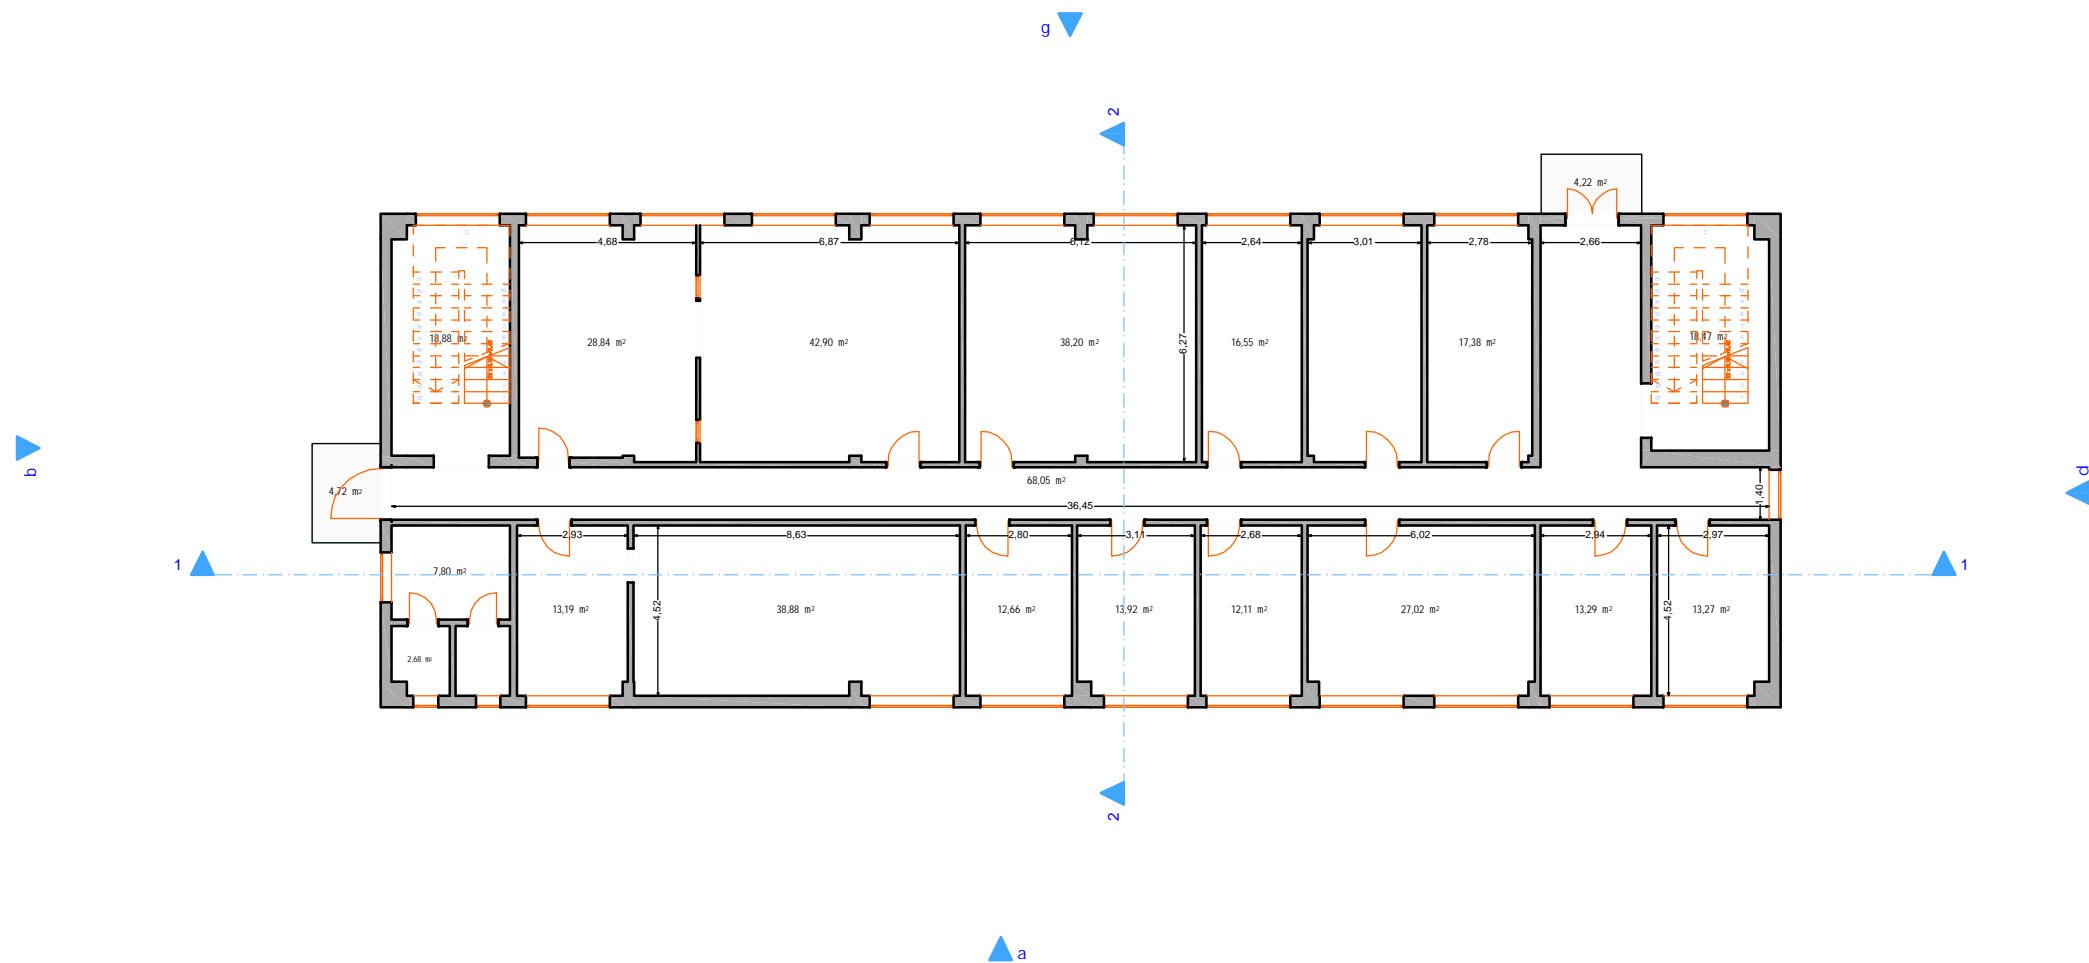 g
2
4,22 m²
4,68
6,87
6,12
2,64
3,01
2,78
2,66
18,88 m²
28,84 m²
42,90 m²
38,20 m²
6,27
16,55 m²
17,38 m²
18,47 m²
b
d
4,72 m²
68,05 m²
36,45
1,40
2,93
8,63
2,80
3,11
2,68
6,02
2,94
2,97
1
1
7,80 m²
13,19 m²
4,52
38,88 m²
12,66 m²
13,92 m²
12,11 m²
27,02 m²
13,29 m²
4,52
13,27 m²
2,68 m²
2
a